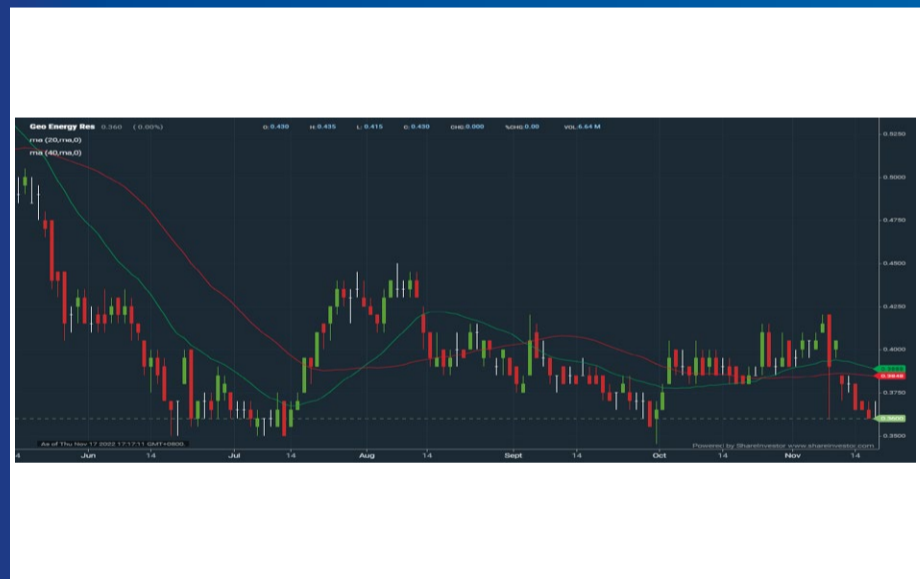 Geo Energy Res 0.360 ( 0.00%) O: 0.430 H: 0.435 L: 0.415 C: 0.430 CHG: 0.000 %CHG: 0.00 VOL: 6.64 M
ma (20,ma,0)
ma (40,ma,0)
0.5250
0.5000
0.4750
0.4500
0.4250
0.4000
0.3750
0.3600
0.3500
As of Thu Nov 17 2022 17:17:11 GMT+0800
Powered by ShareInvestor www.shareinvestor.com
4 Jun 14 Jul 14 Aug 14 Sept 14 Oct 14 Nov 14